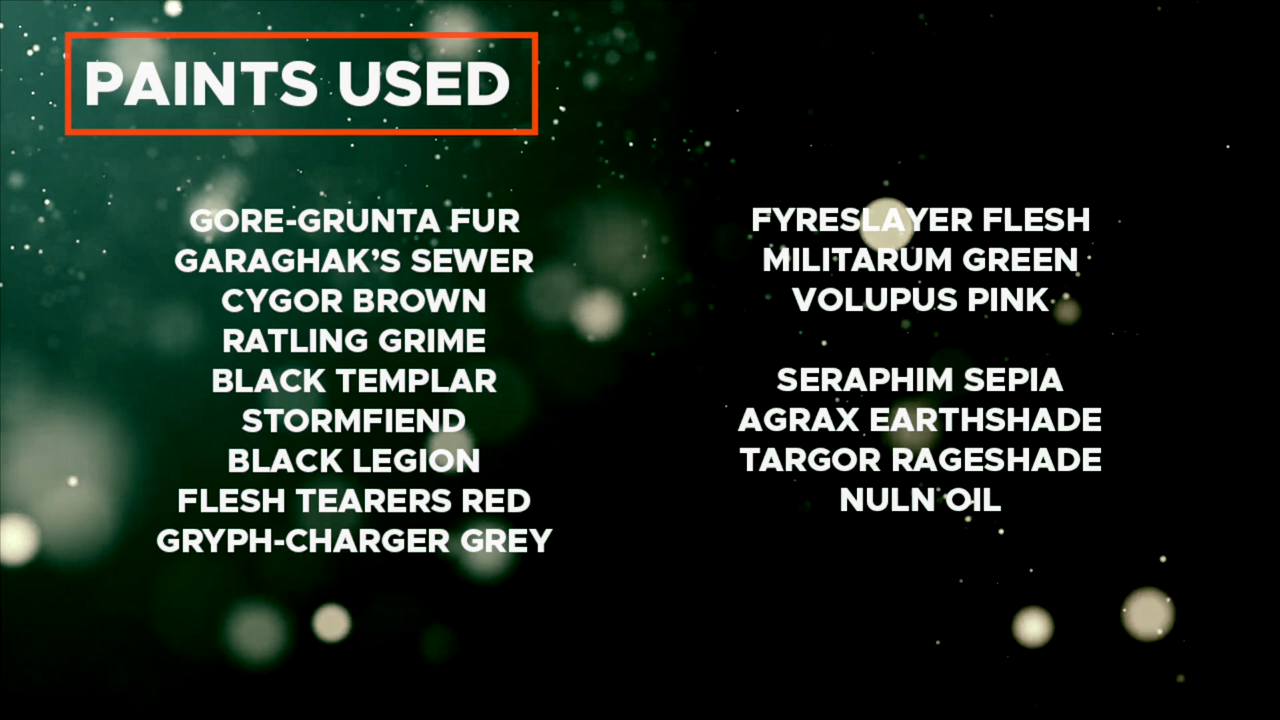 PAINTS USED
GORE-GRUNTA FUR
GARAGHAK'S SEWER
CYGOR BROWN
RATLING GRIME
BLACK TEMPLAR
STORMFIEND
BLACK LEGION
FLESH TEARERS RED
GRYPH-CHARGER GREY
FYRESLAYER FLESH
MILITARUM GREEN
VOLUPUS PINK
SERAPHIM SEPIA
AGRAX EARTHSHADE
TARGOR RAGESHADE
NULN OIL